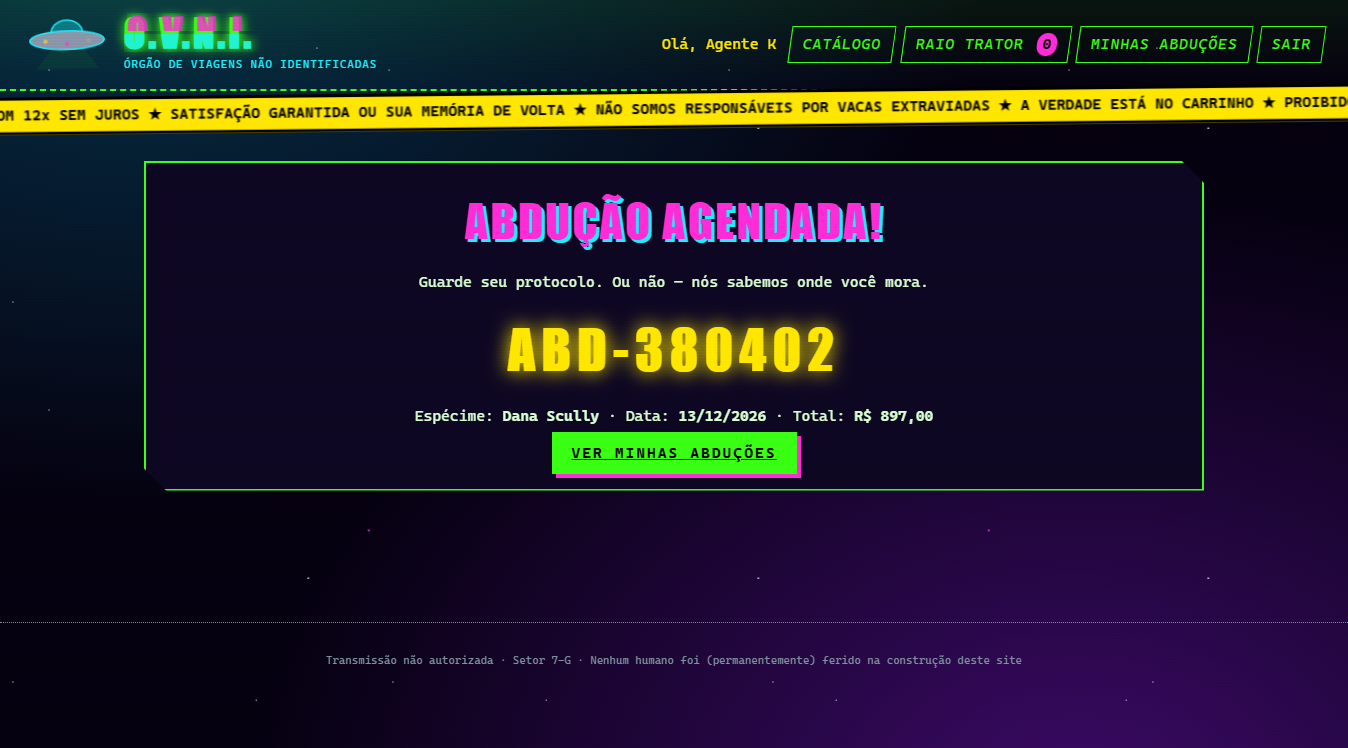 O.V.N.I.
ÓRGÃO DE VIAGENS NÃO IDENTIFICADAS
Olá, Agente K
CATÁLOGO
RAIO TRATOR 0
MINHAS ABDUÇÕES
SAIR
OM 12x SEM JUROS ★ SATISFAÇÃO GARANTIDA OU SUA MEMÓRIA DE VOLTA ★ NÃO SOMOS RESPONSÁVEIS POR VACAS EXTRAVIADAS ★ A VERDADE ESTÁ NO CARRINHO ★ PROIBIDO
ABDUÇÃO AGENDADA!
Guarde seu protocolo. Ou não — nós sabemos onde você mora.
ABD-380402
Espécime: Dana Scully · Data: 13/12/2026 · Total: R$ 897,00
VER MINHAS ABDUÇÕES
Transmissão não autorizada · Setor 7-G · Nenhum humano foi (permanentemente) ferido na construção deste site